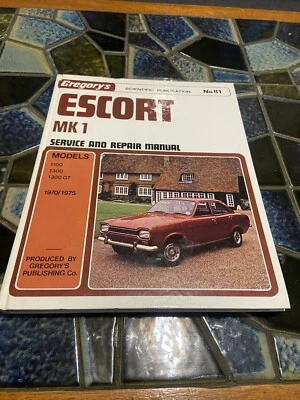 Gregory's
SCIENTIFIC PUBLICATION No 81
ESCORT
MK 1
SERVICE AND REPAIR MANUAL
MODELS
1100
1300
1300 GT
1970/1975
PRODUCED BY
GREGORY'S
PUBLISHING Co.